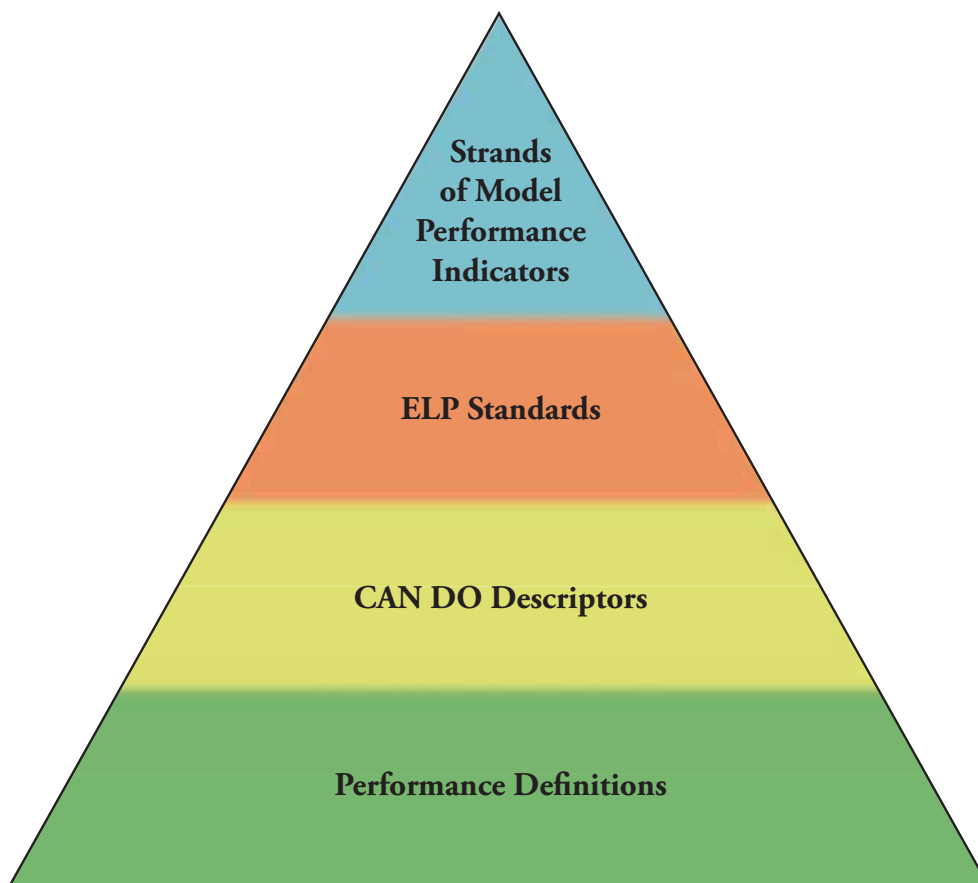 Strands
of Model
Performance
Indicators
ELP Standards
CAN DO Descriptors
Performance Definitions